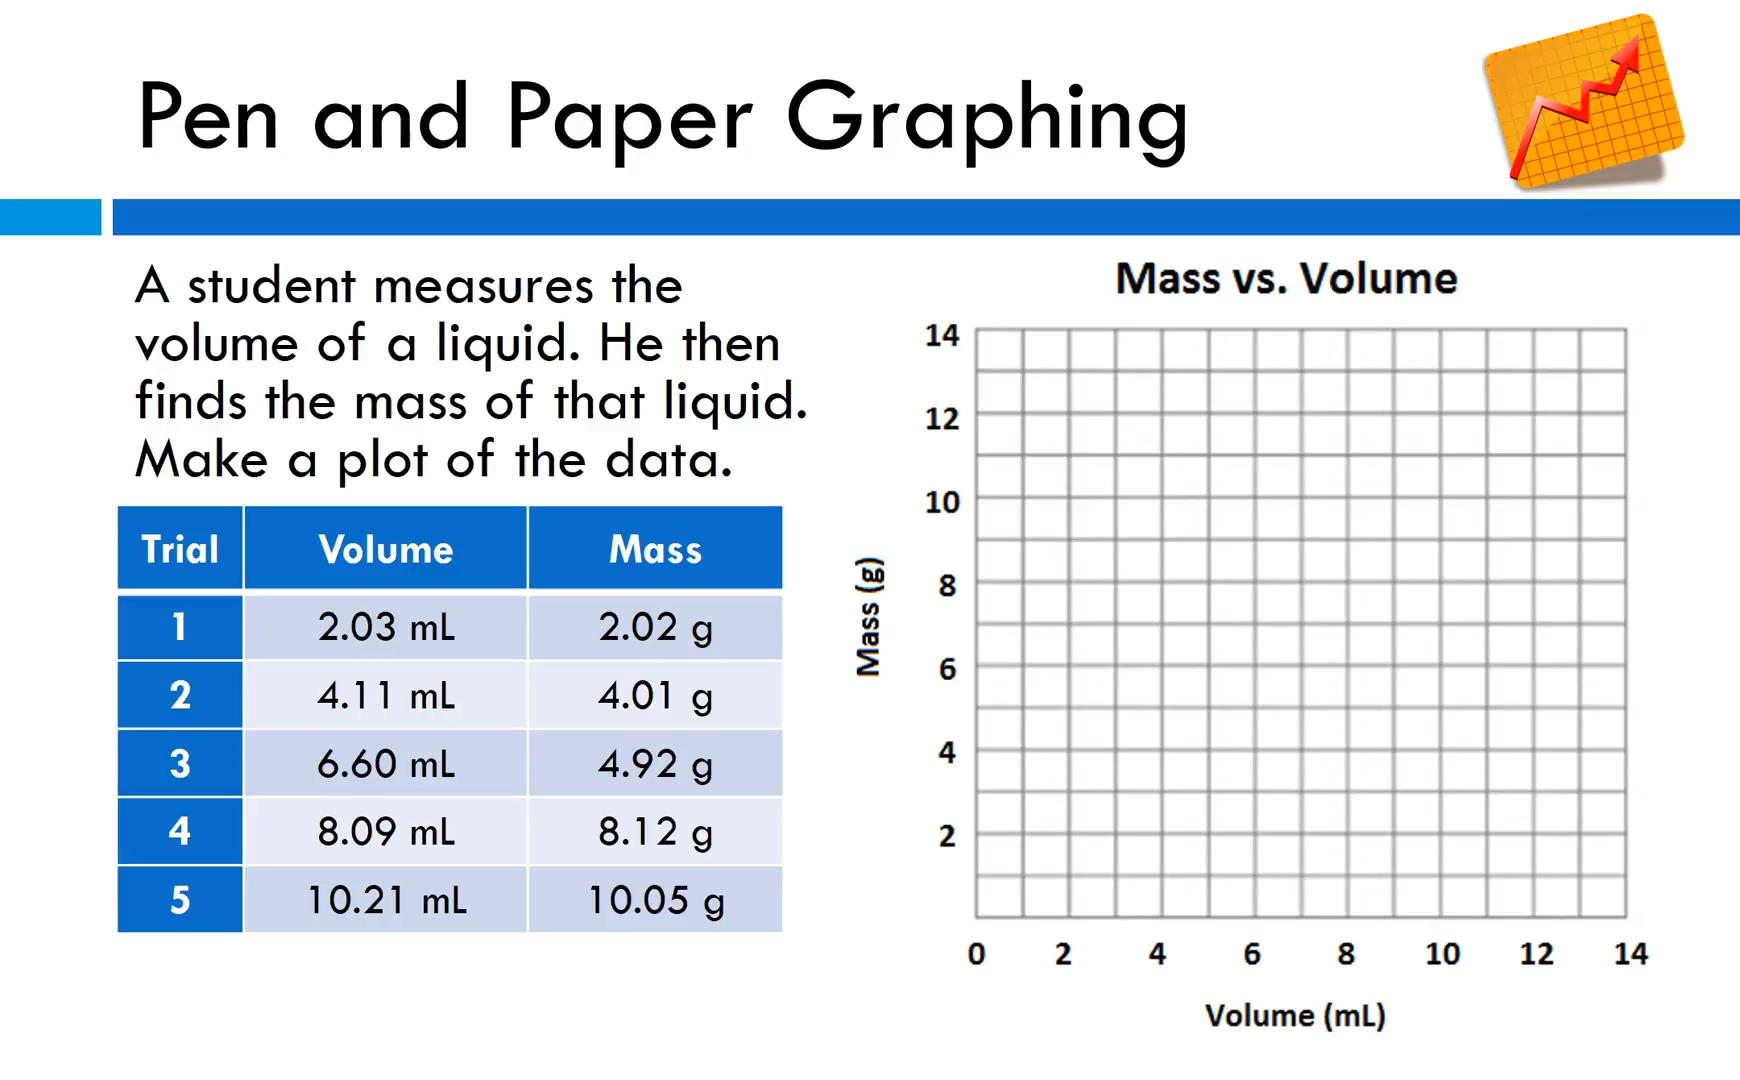 Pen and Paper Graphing
A student measures the
volume of a liquid. He then
finds the mass of that liquid.
Make a plot of the data.
Trial Volume Mass
1 2.03 mL 2.02 g
2 4.11 mL 4.01 g
3 6.60 mL 4.92 g
4 8.09 mL 8.12 g
5 10.21 mL 10.05 g
Mass vs. Volume
14
12
10
8
6
4
2
Mass (g)
0 2 4 6 8 10 12 14
Volume (mL)